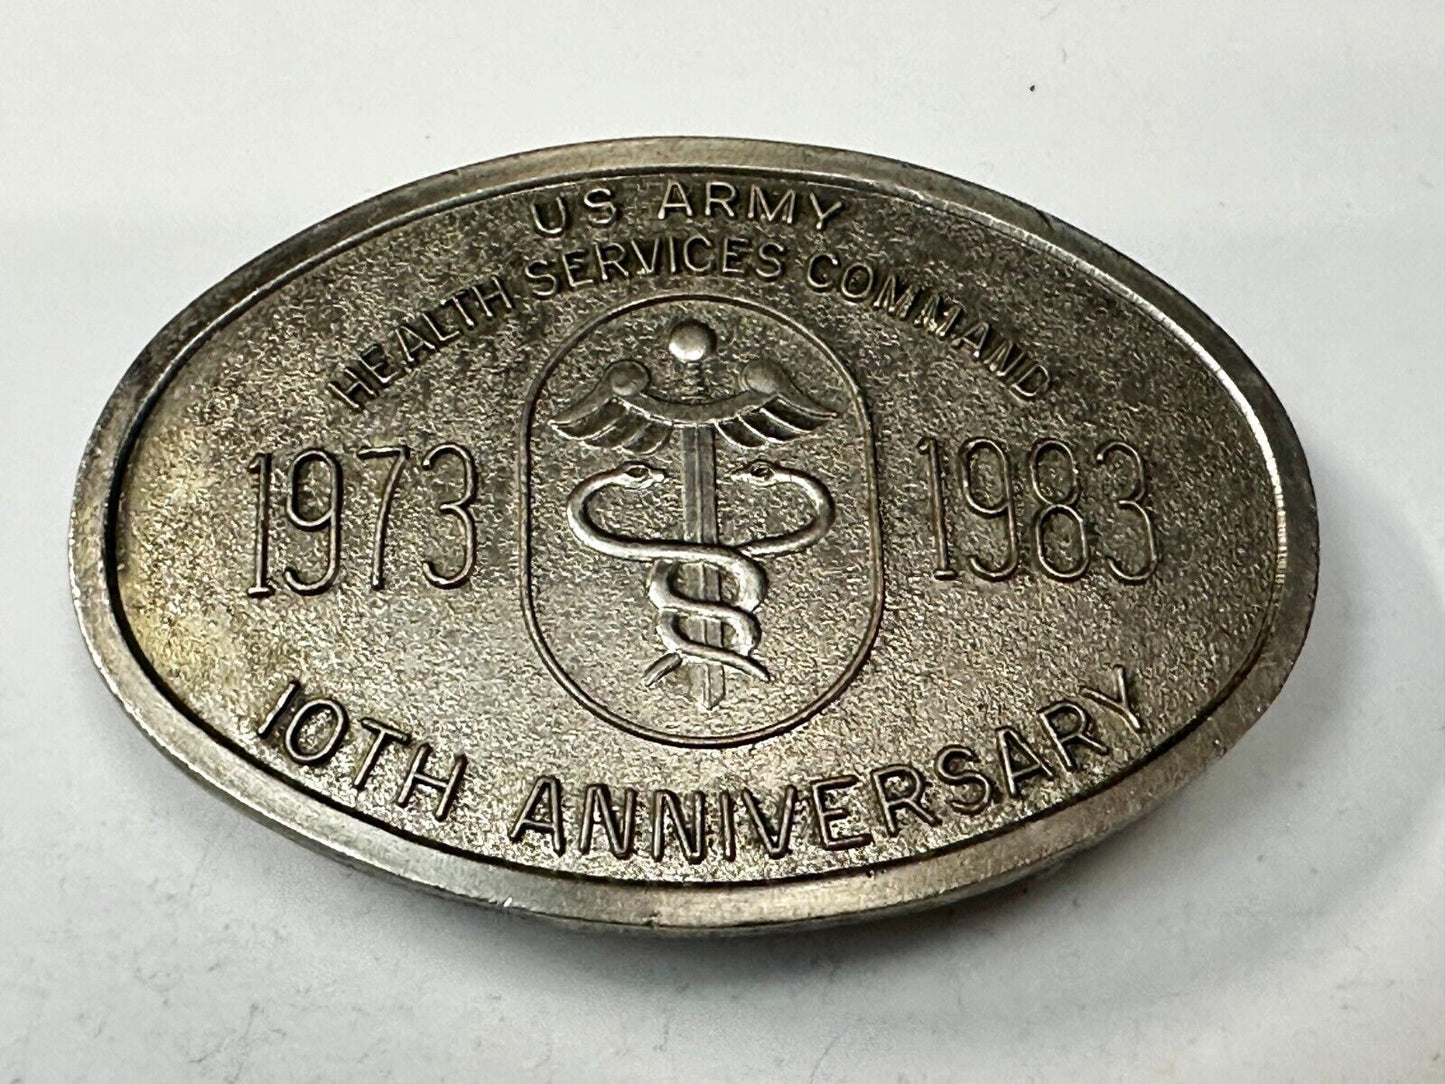 US ARMY
HEALTH SERVICES COMMAND
1973 1983
10TH ANNIVERSARY